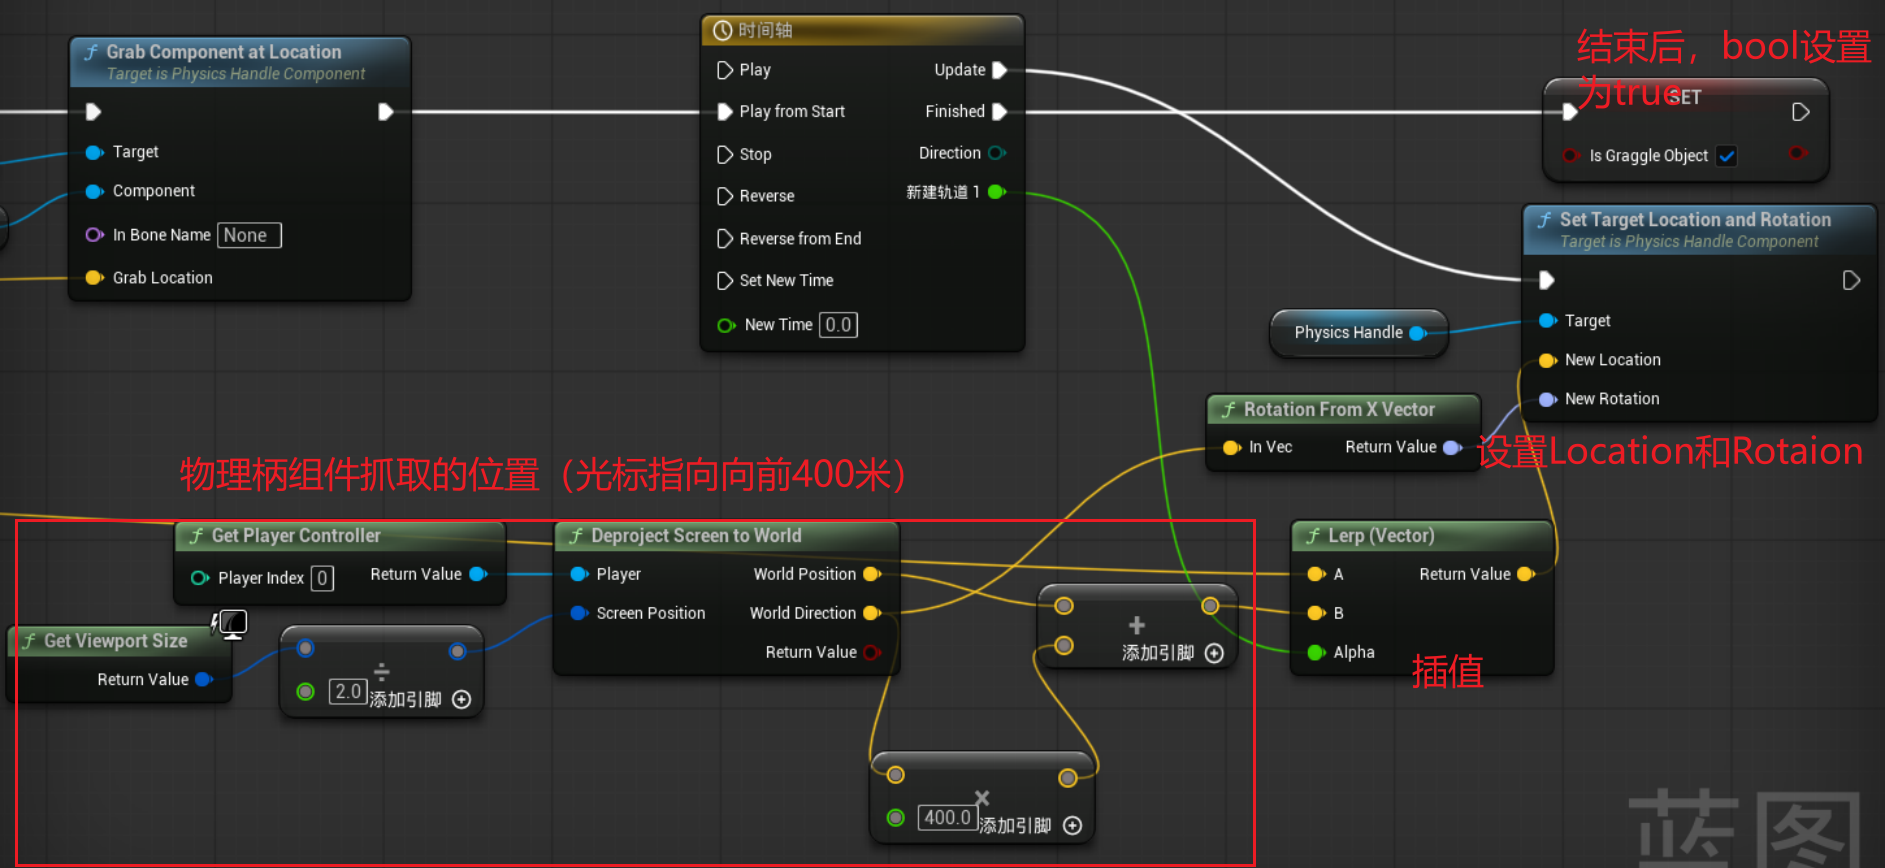 Grab Component at Location
Target is Physics Handle Component
Target
Component
In Bone Name None
Grab Location
时间轴
Play
Update
Play from Start
Finished
Stop
Direction
Reverse
新建轨道 1
Reverse from End
Set New Time
New Time 0.0
结束后，bool设置
为true
SET
Is Graggle Object
Set Target Location and Rotation
Target is Physics Handle Component
Target
New Location
New Rotation
Physics Handle
Rotation From X Vector
In Vec
Return Value
设置Location和Rotaion
物理柄组件抓取的位置（光标指向向前400米）
Get Player Controller
Player Index 0
Return Value
Deproject Screen to World
Player
World Position
Screen Position
World Direction
Return Value
Get Viewport Size
Return Value
÷
2.0
添加引脚
+
添加引脚
×
400.0
添加引脚
Lerp (Vector)
A
Return Value
B
Alpha
插值
蓝图